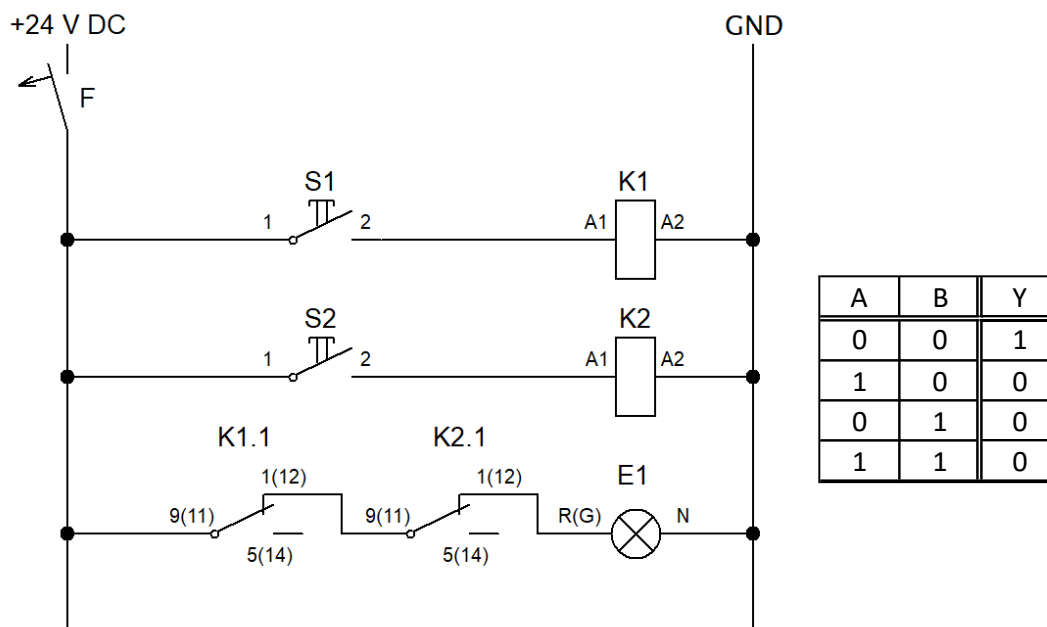 +24 V DC GND
F
S1 K1
1 2 A1 A2
S2 K2
1 2 A1 A2
K1.1 K2.1 E1
1(12) 1(12)
9(11) 9(11) R(G) N
5(14) 5(14)
A B Y
0 0 1
1 0 0
0 1 0
1 1 0